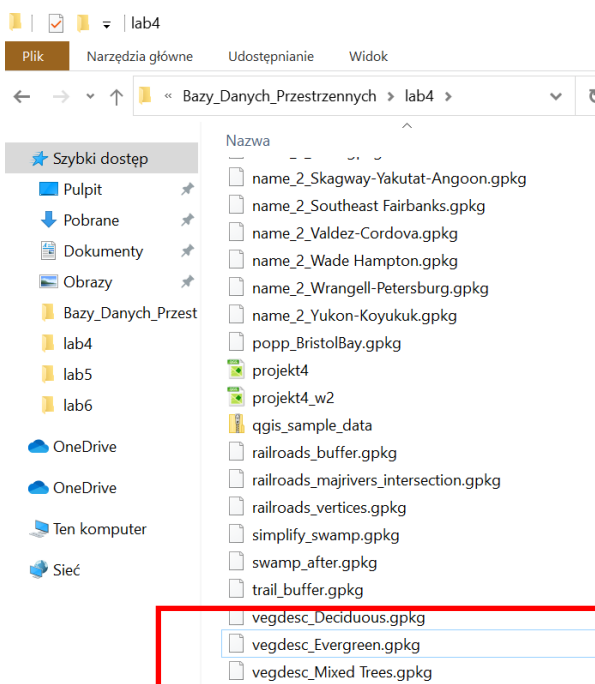 lab4
Plik Narzędzia główne Udostępnianie Widok
« Bazy_Danych_Przestrzennych > lab4 >
Nazwa
Szybki dostęp
Pulpit
Pobrane
Dokumenty
Obrazy
Bazy_Danych_Przest
lab4
lab5
lab6
OneDrive
OneDrive
Ten komputer
Sieć
name_2_Skagway-Yakutat-Angoon.gpkg
name_2_Southeast Fairbanks.gpkg
name_2_Valdez-Cordova.gpkg
name_2_Wade Hampton.gpkg
name_2_Wrangell-Petersburg.gpkg
name_2_Yukon-Koyukuk.gpkg
popp_BristolBay.gpkg
projekt4
projekt4_w2
qgis_sample_data
railroads_buffer.gpkg
railroads_majrivers_intersection.gpkg
railroads_vertices.gpkg
simplify_swamp.gpkg
swamp_after.gpkg
trail_buffer.gpkg
vegdesc_Deciduous.gpkg
vegdesc_Evergreen.gpkg
vegdesc_Mixed Trees.gpkg